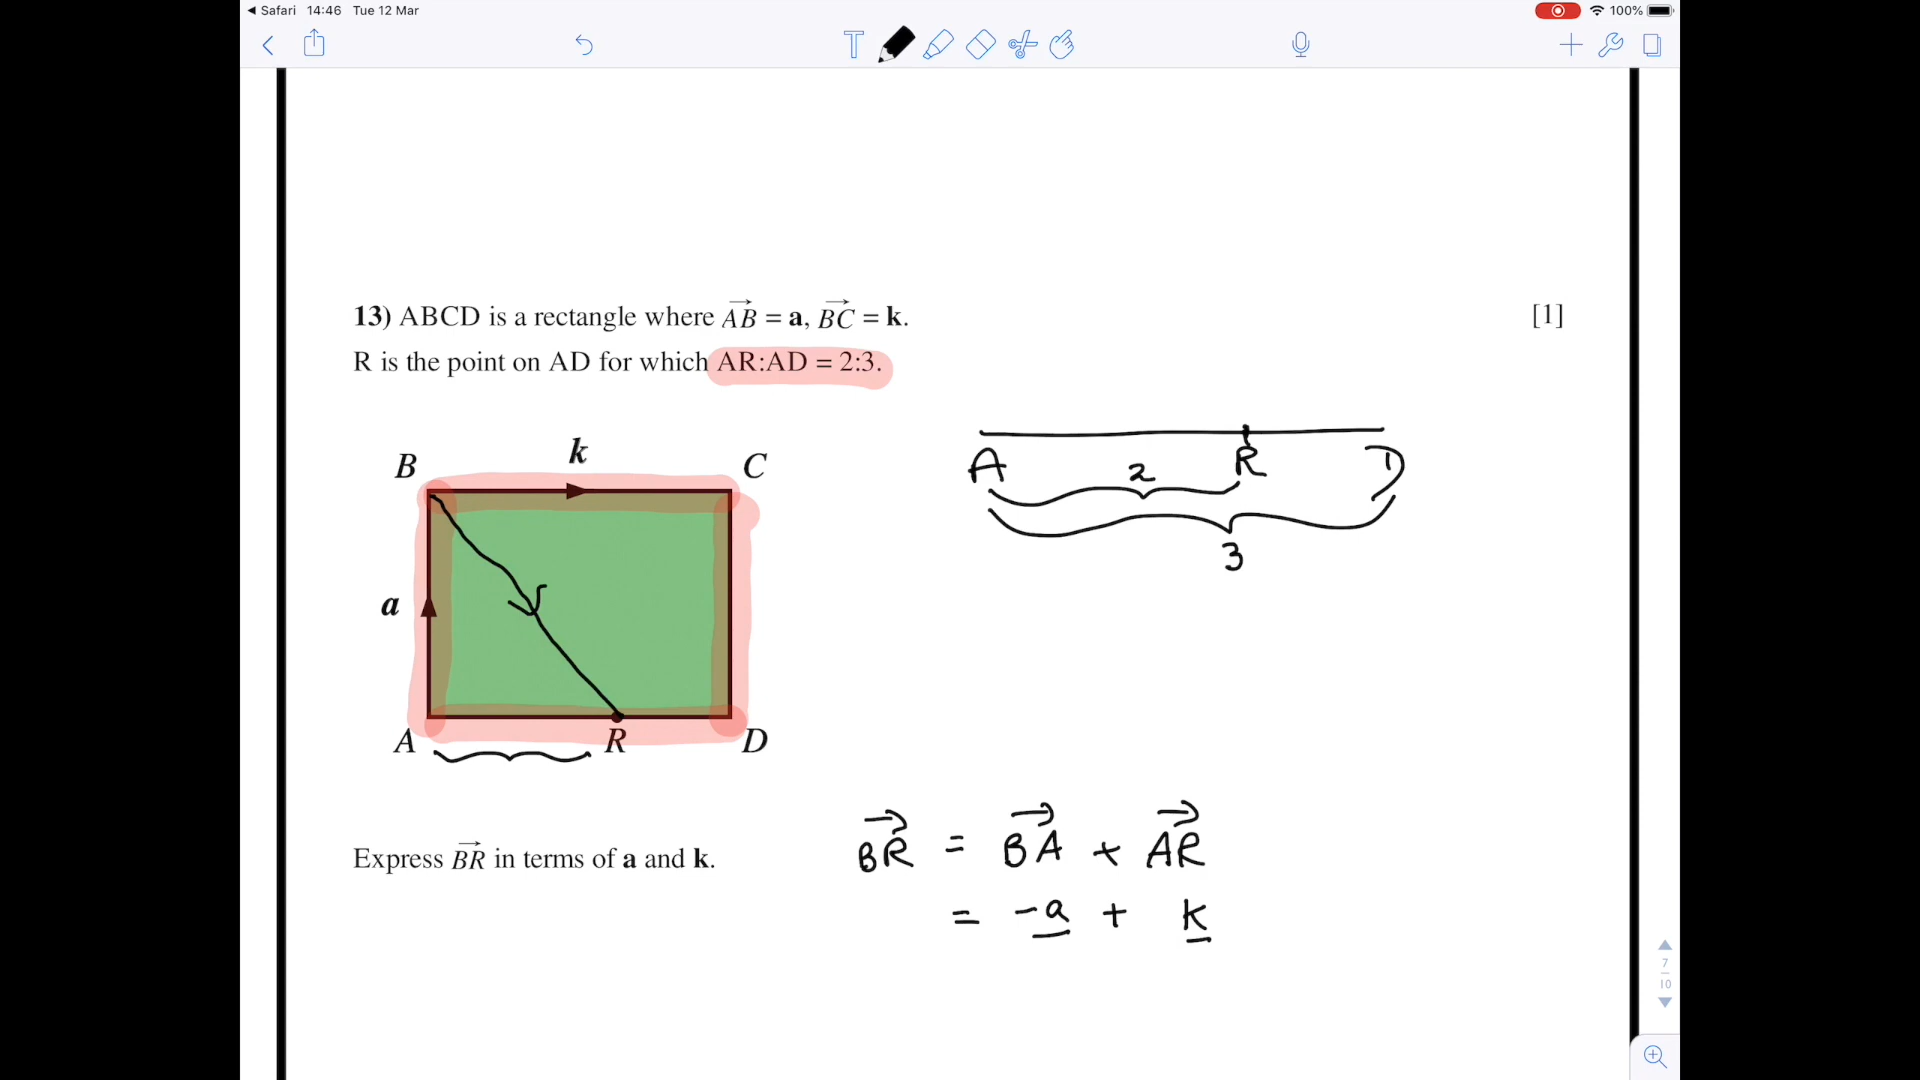 Safari 14:46 Tue 12 Mar
100%
T
13) ABCD is a rectangle where AB = a, BC = k. [1]
R is the point on AD for which AR:AD = 2:3.
B k C
a
A R D
A 2 R D
3
Express BR in terms of a and k.
BR = BA + AR
= -a + k
7
10